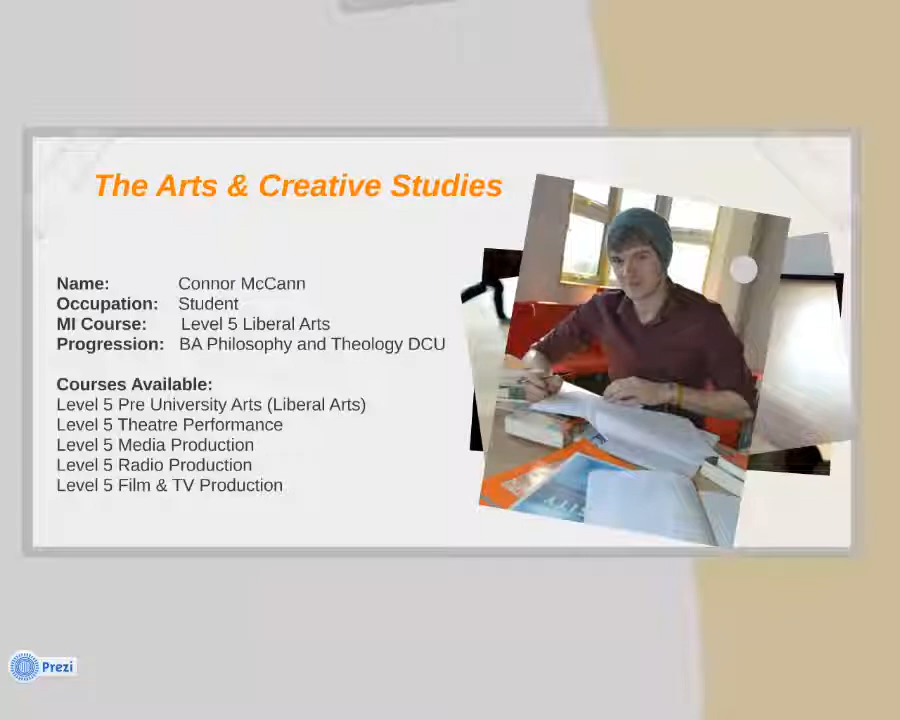 The Arts & Creative Studies
Name: Connor McCann
Occupation: Student
MI Course: Level 5 Liberal Arts
Progression: BA Philosophy and Theology DCU
Courses Available:
Level 5 Pre University Arts (Liberal Arts)
Level 5 Theatre Performance
Level 5 Media Production
Level 5 Radio Production
Level 5 Film & TV Production
Prezi